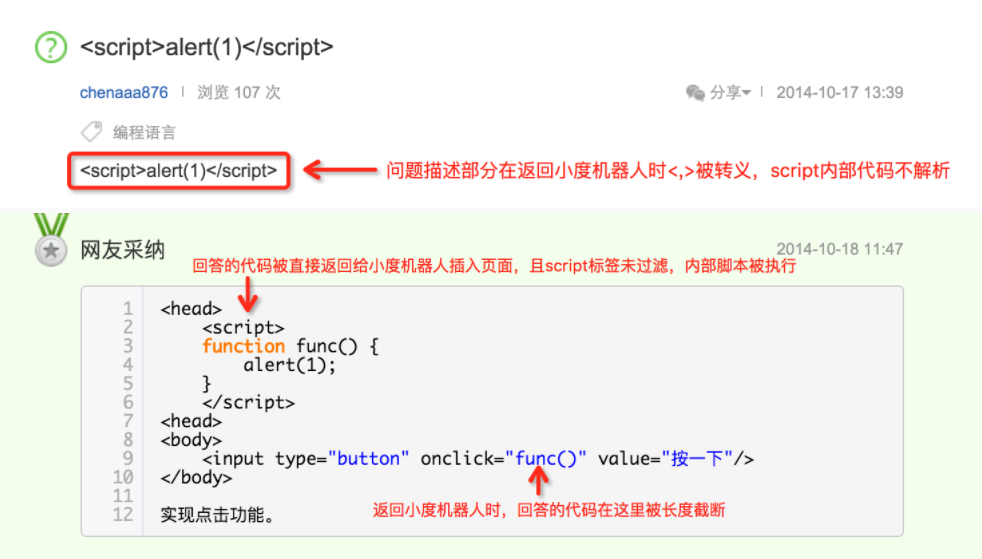 <script>alert(1)</script>
chenaaa876 | 浏览 107 次 分享 | 2014-10-17 13:39
编程语言
<script>alert(1)</script> 问题描述部分在返回小度机器人时<,>被转义，script内部代码不解析
网友采纳 2014-10-18 11:47
回答的代码被直接返回给小度机器人插入页面，且script标签未过滤，内部脚本被执行
1 <head>
2 <script>
3 function func() {
4 alert(1);
5 }
6 </script>
7 <head>
8 <body>
9 <input type="button" onclick="func()" value="按一下"/>
10 </body>
11
12 实现点击功能。
返回小度机器人时，回答的代码在这里被长度截断